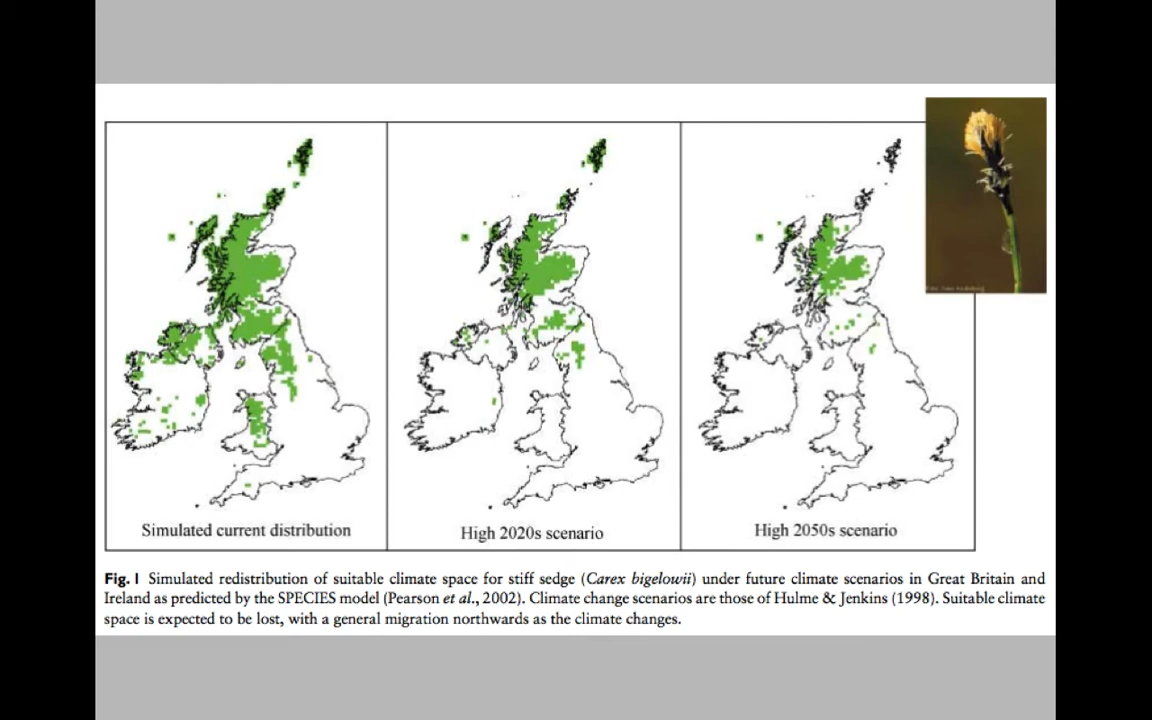 Simulated current distribution
High 2020s scenario
High 2050s scenario
Fig. 1 Simulated redistribution of suitable climate space for stiff sedge (Carex bigelowii) under future climate scenarios in Great Britain and
Ireland as predicted by the SPECIES model (Pearson et al., 2002). Climate change scenarios are those of Hulme & Jenkins (1998). Suitable climate
space is expected to be lost, with a general migration northwards as the climate changes.